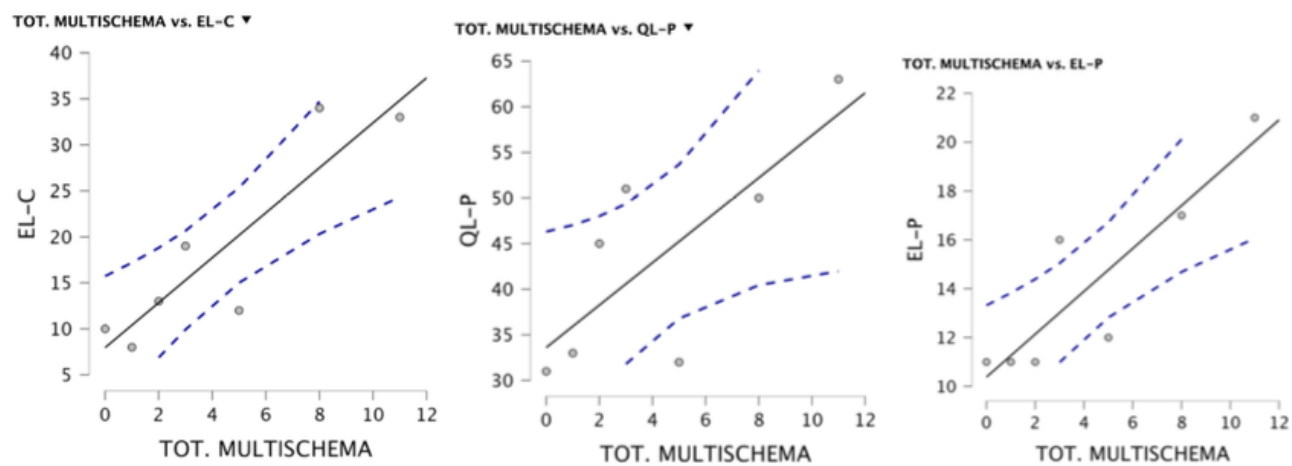 TOT. MULTISCHEMA vs. EL-C ▼
40
35
30
25
20
15
10
5
EL-C
0 2 4 6 8 10 12
TOT. MULTISCHEMA
TOT. MULTISCHEMA vs. QL-P ▼
65
60
55
50
45
40
35
30
QL-P
0 2 4 6 8 10 12
TOT. MULTISCHEMA
TOT. MULTISCHEMA vs. EL-P
22
20
18
16
14
12
10
EL-P
0 2 4 6 8 10 12
TOT. MULTISCHEMA